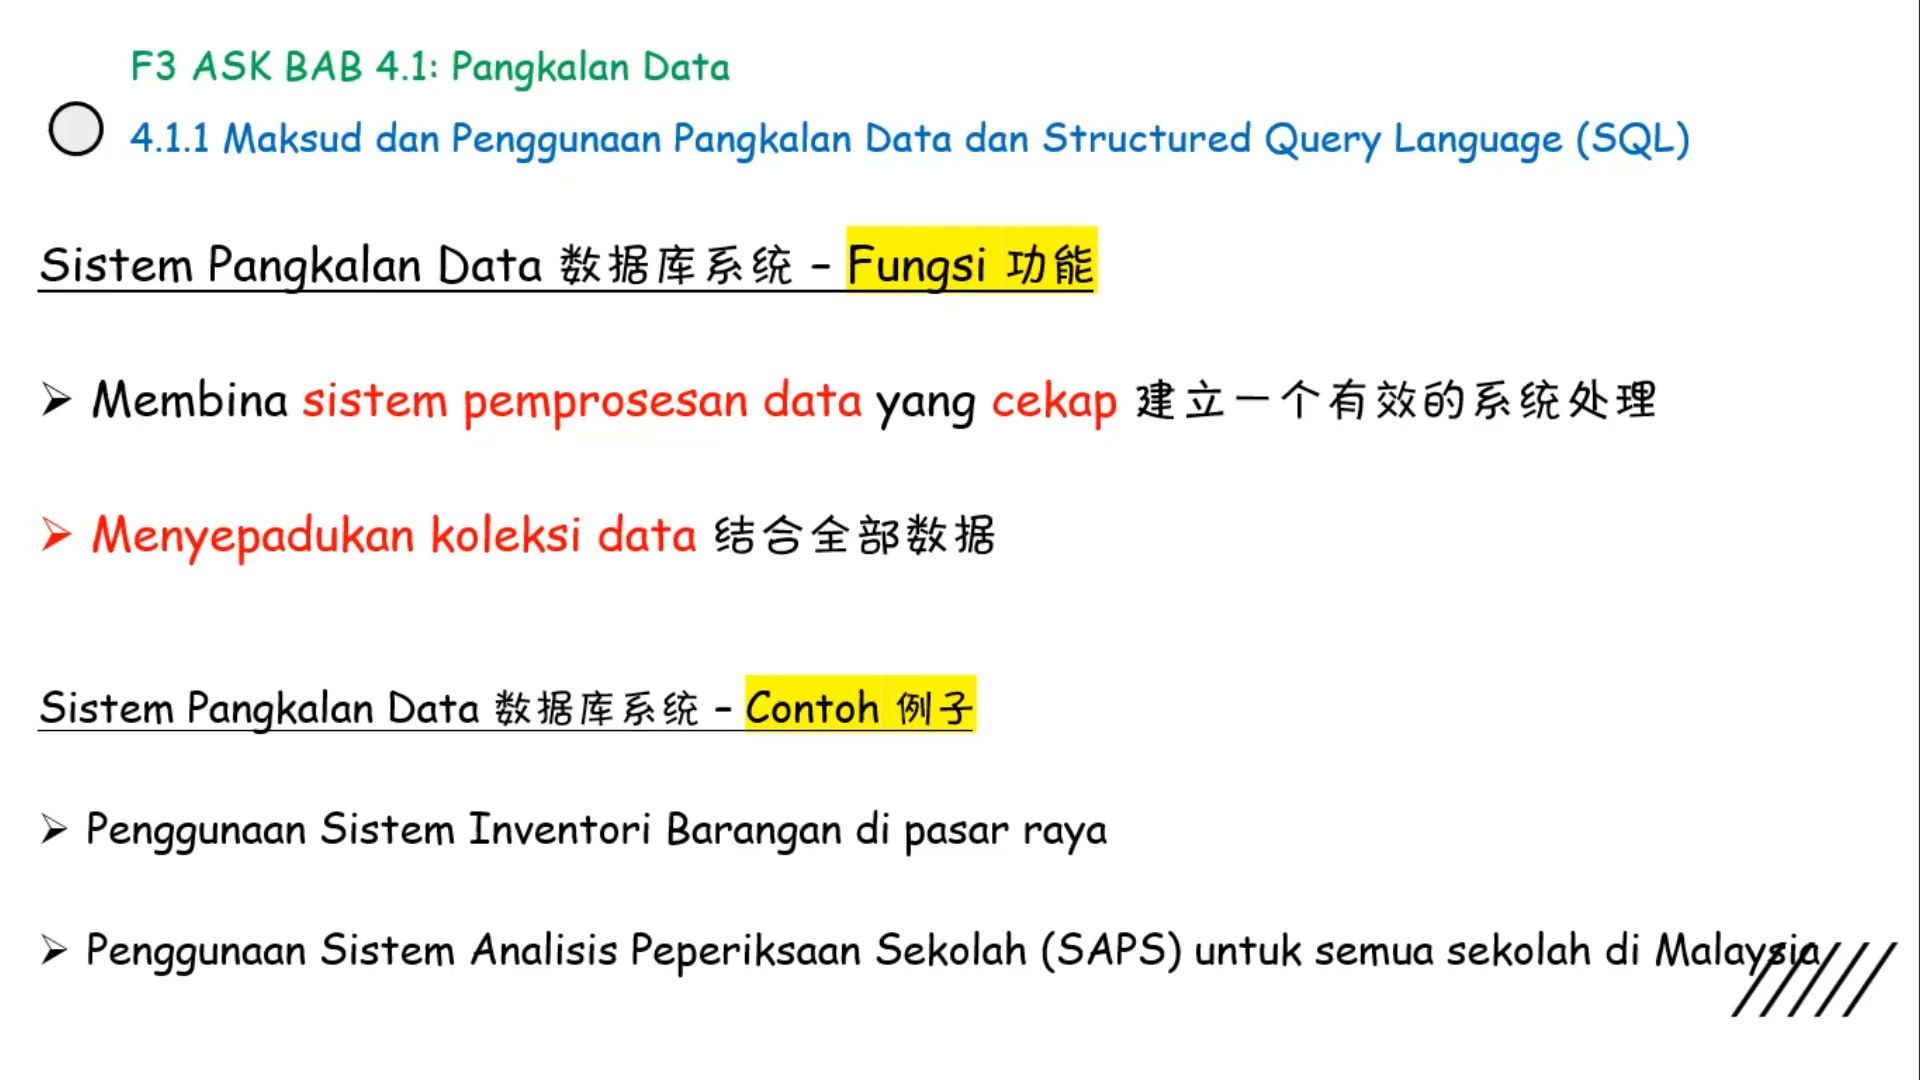 F3 ASK BAB 4.1: Pangkalan Data
4.1.1 Maksud dan Penggunaan Pangkalan Data dan Structured Query Language (SQL)
Sistem Pangkalan Data 数据库系统 – Fungsi 功能
➢ Membina sistem pemprosesan data yang cekap 建立一个有效的系统处理
➢ Menyepadukan koleksi data 结合全部数据
Sistem Pangkalan Data 数据库系统 – Contoh 例子
➢ Penggunaan Sistem Inventori Barangan di pasar raya
➢ Penggunaan Sistem Analisis Peperiksaan Sekolah (SAPS) untuk semua sekolah di Malaysia